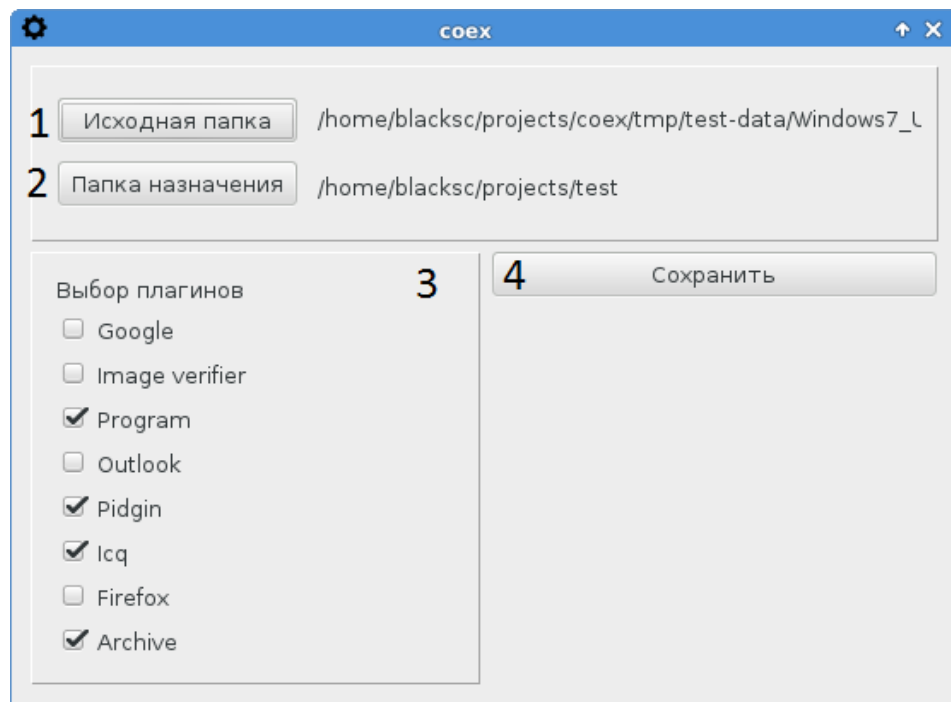 coex
1 Исходная папка /home/blacksc/projects/coex/tmp/test-data/Windows7_
2 Папка назначения /home/blacksc/projects/test
3
Выбор плагинов
Google
Image verifier
Program
Outlook
Pidgin
Icq
Firefox
Archive
4 Сохранить